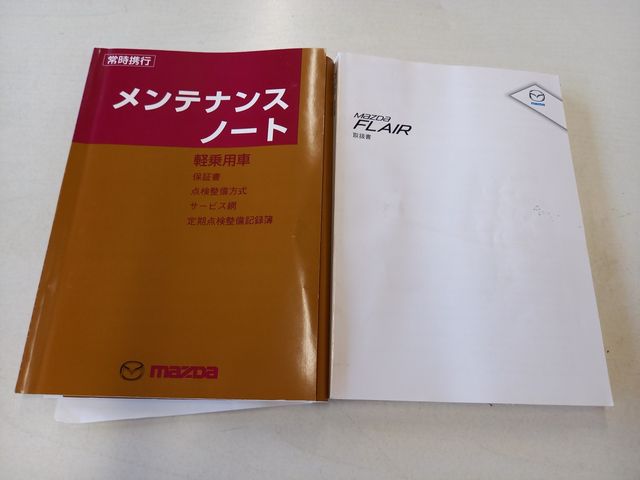 常時携行
メンテナンス
ノート
軽乗用車
保証書
点検整備方式
サービス網
定期点検整備記録簿
mazda
mazda
FLAIR
取扱書